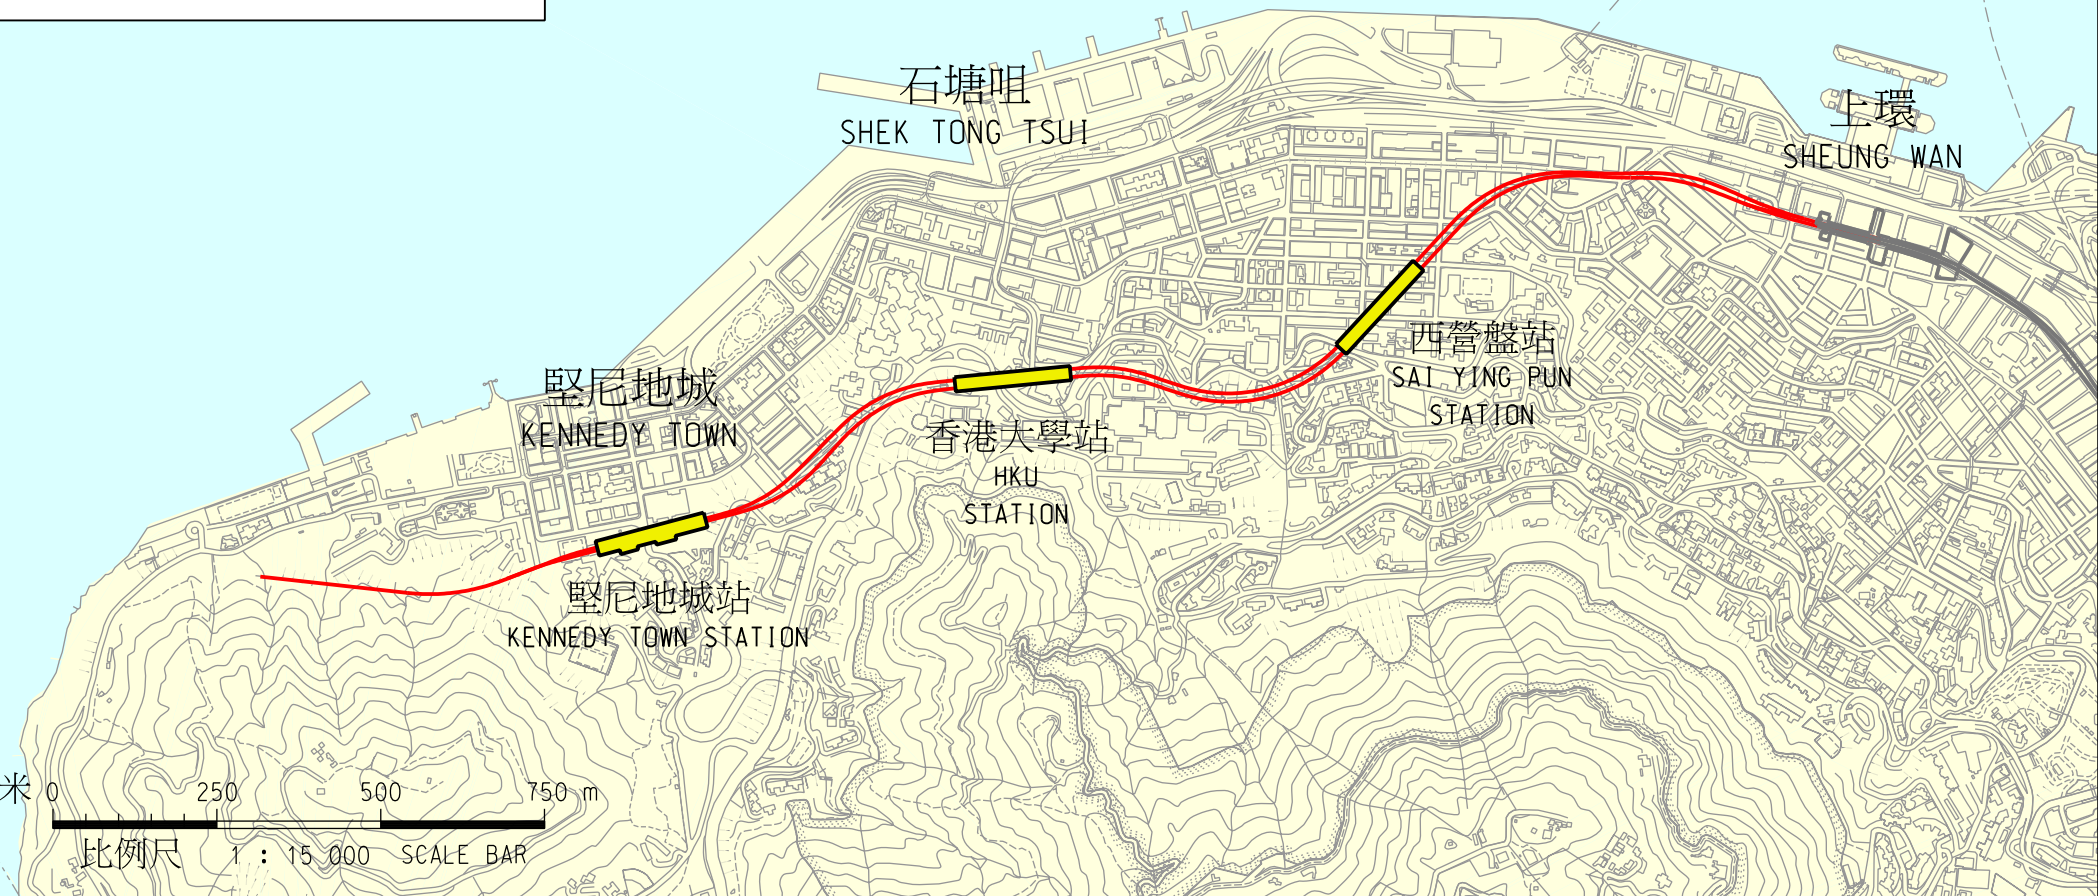 石塘咀
SHEK TONG TSUI
上環
SHEUNG WAN
西營盤站
SAI YING PUN
STATION
堅尼地城
KENNEDY TOWN
香港大學站
HKU
STATION
堅尼地城站
KENNEDY TOWN STATION
米 0 250 500 750 m
比例尺 1 : 15 000 SCALE BAR